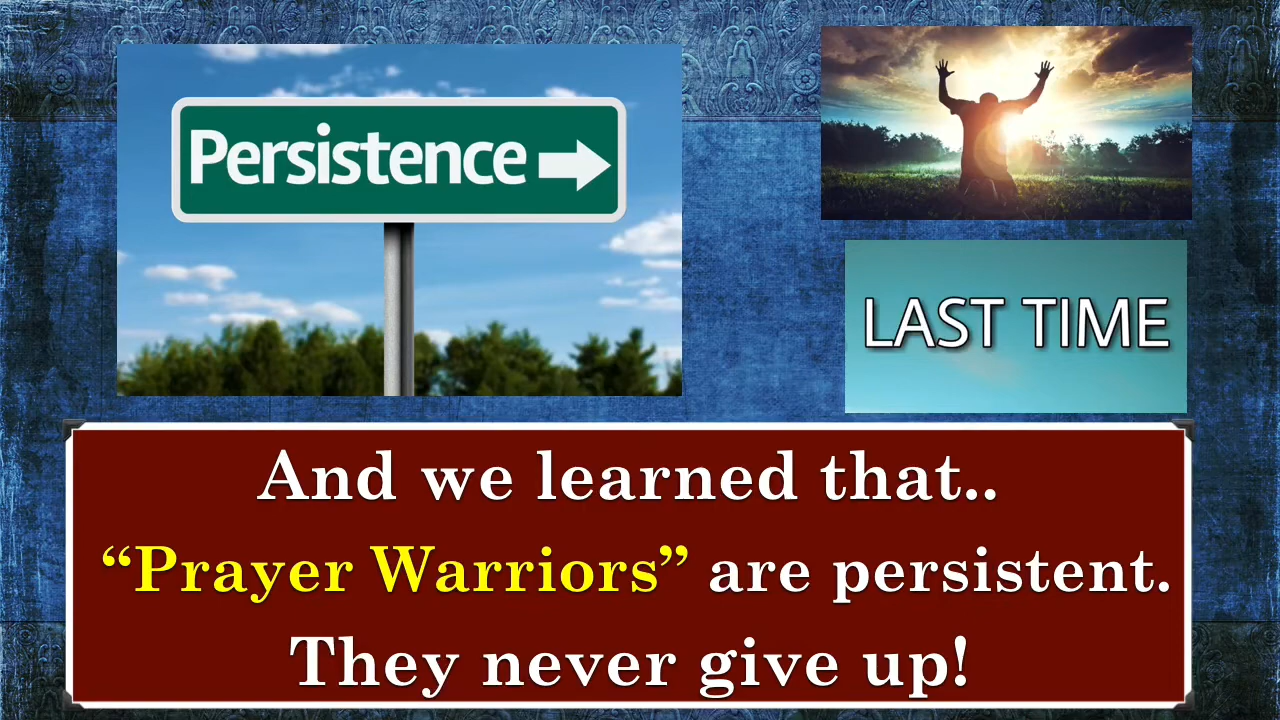 Persistence
LAST TIME
And we learned that..
“Prayer Warriors” are persistent.
They never give up!